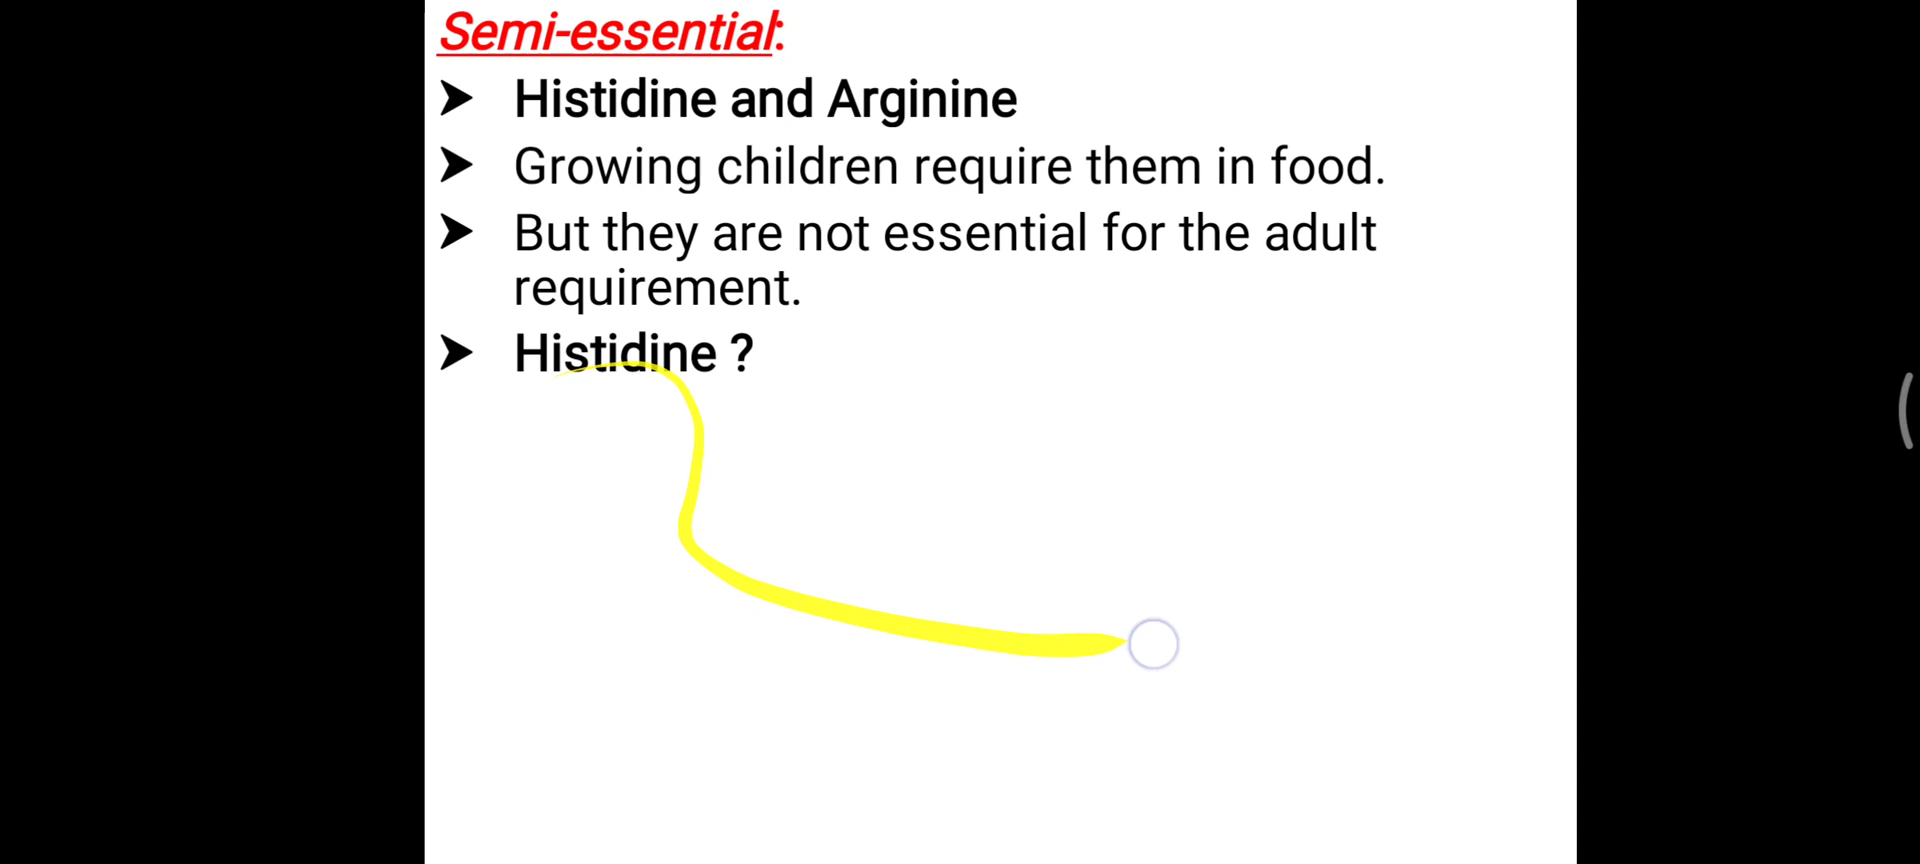 Semi-essential:
➤ Histidine and Arginine
➤ Growing children require them in food.
➤ But they are not essential for the adult
requirement.
➤ Histidine ?